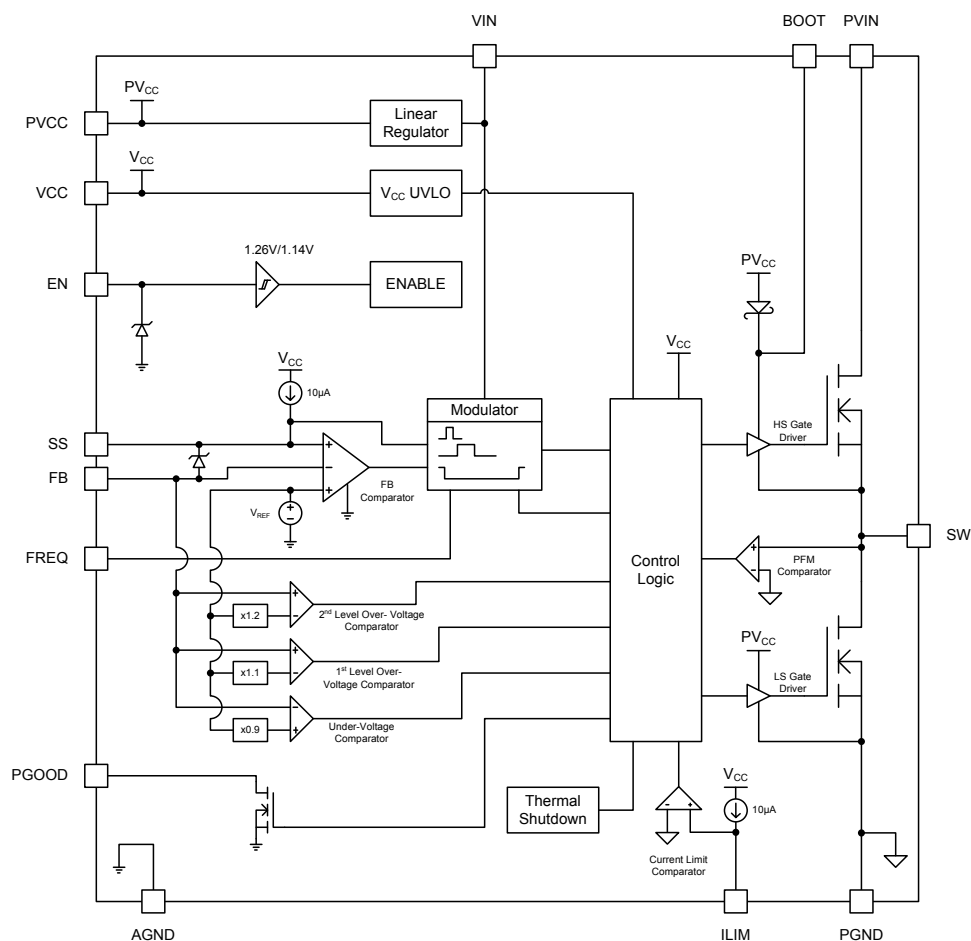 VIN
BOOT
PVIN
PVCC
PVCC
Linear
Regulator
VCC
VCC
VCC UVLO
EN
1.26V/1.14V
ENABLE
PVCC
VCC
10µA
VCC
Modulator
SS
FB
FB
Comparator
VREF
HS Gate
Driver
FREQ
SW
Control
Logic
PFM
Comparator
x1.2
2nd Level Over- Voltage
Comparator
x1.1
1st Level Over-
Voltage Comparator
PVCC
LS Gate
Driver
x0.9
Under-Voltage
Comparator
PGOOD
Thermal
Shutdown
VCC
10µA
Current Limit
Comparator
AGND
ILIM
PGND